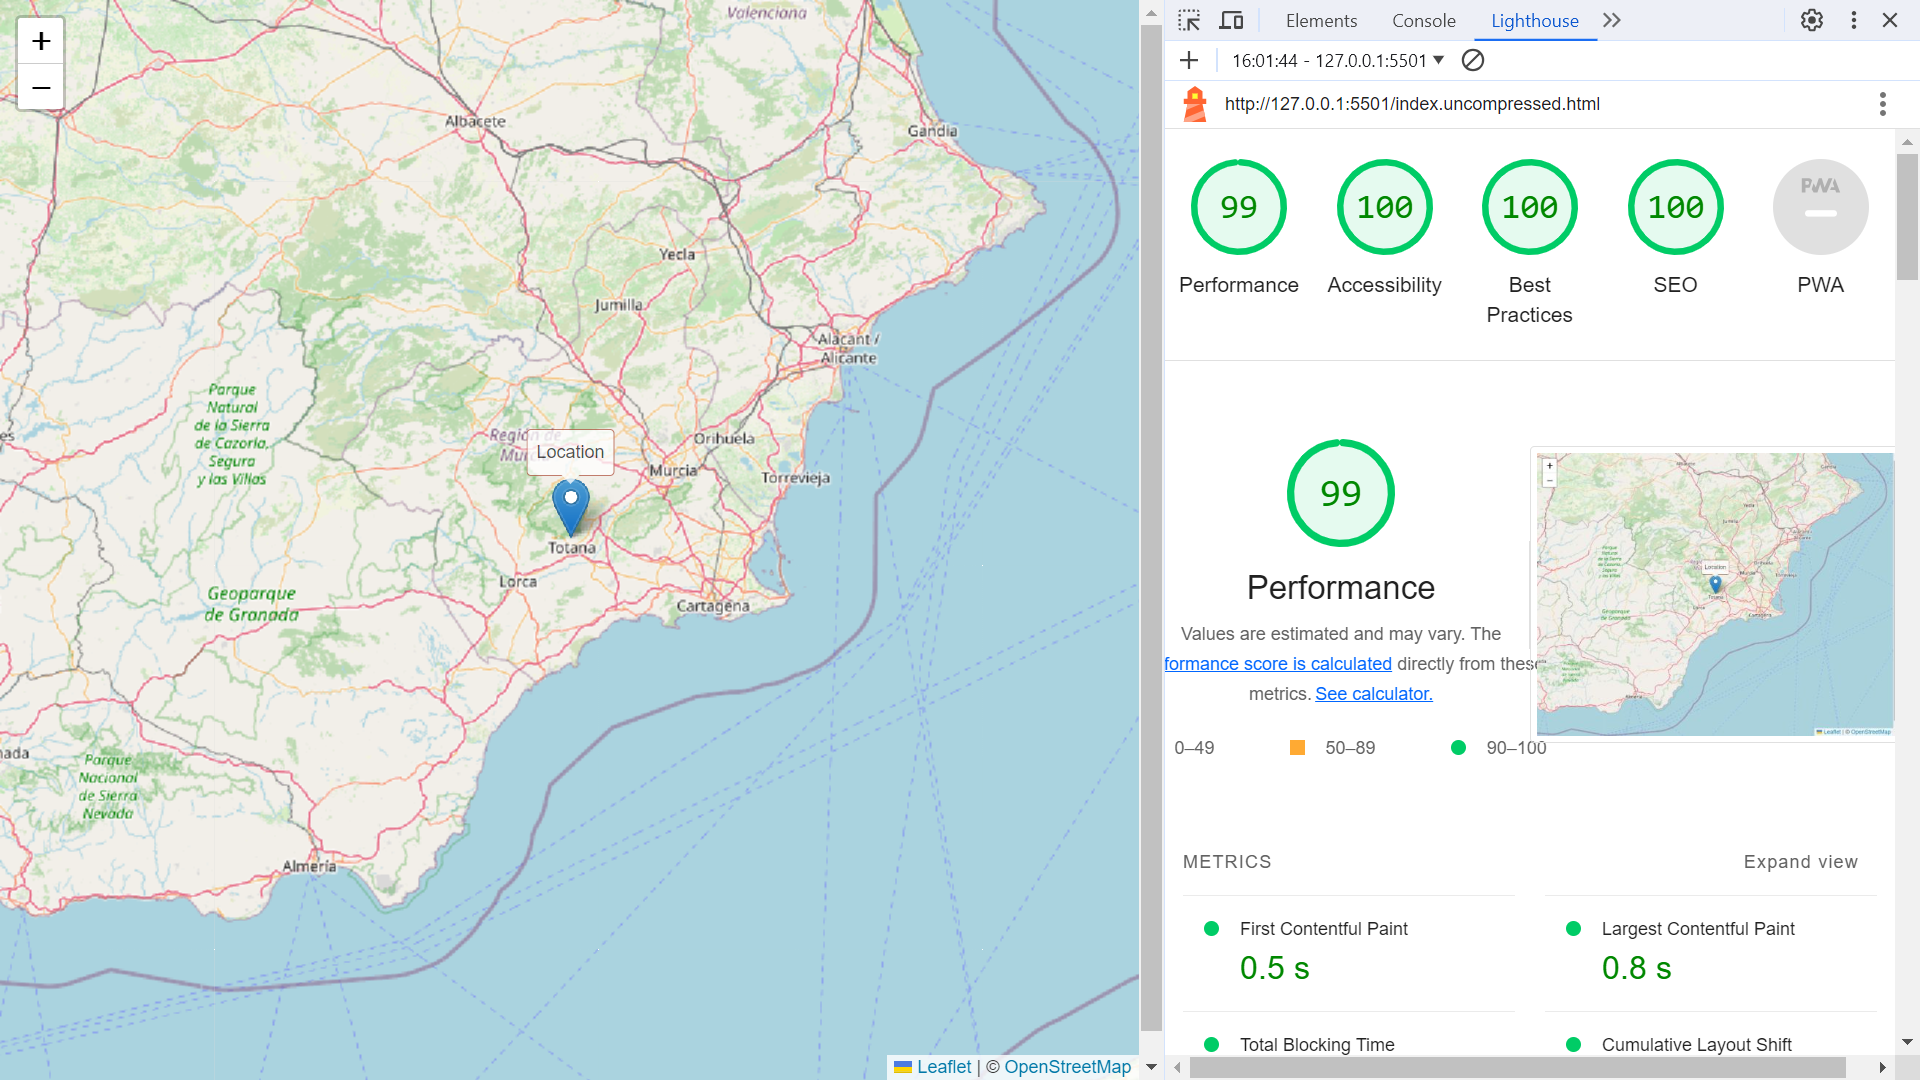 +
−
Valenciana
Albacete
Gandia
Yecla
Jumilla
Alacant /
Alicante
Parque
Natural
de la Sierra
de Cazorla,
Segura
y las Villas
Región de
Location
Orihuela
Murcia
Torrevieja
Totana
Lorca
Geoparque
de Granada
Cartagena
Parque
Nacional
de Sierra
Nevada
Almería
Leaflet | © OpenStreetMap
Elements Console Lighthouse
16:01:44 - 127.0.0.1:5501
http://127.0.0.1:5501/index.uncompressed.html
99 100 100 100 PWA
Performance Accessibility Best Practices SEO PWA
99
Performance
Values are estimated and may vary. The
formance score is calculated directly from these
metrics. See calculator.
0–49 50–89 90–100
+
−
Location
Leaflet | © OpenStreetMap
METRICS Expand view
First Contentful Paint Largest Contentful Paint
0.5 s 0.8 s
Total Blocking Time Cumulative Layout Shift